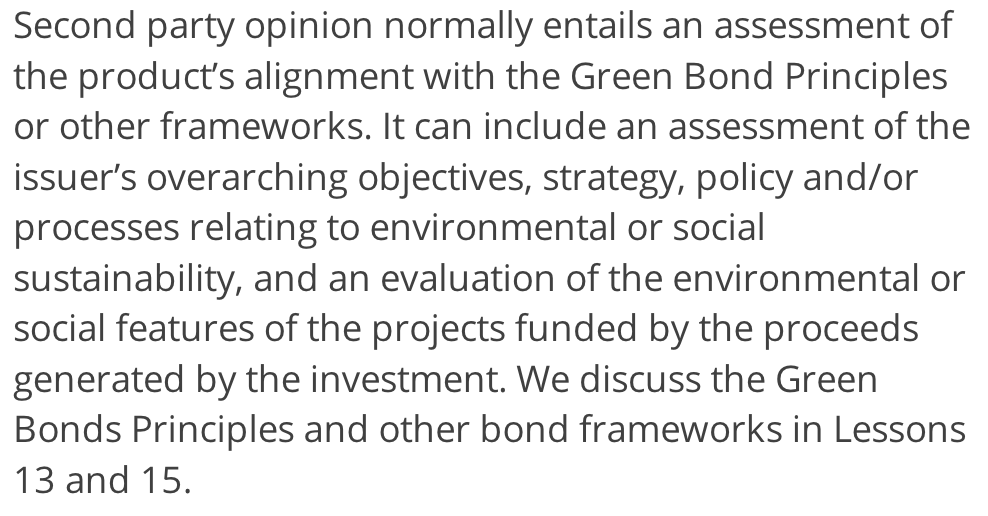 Second party opinion normally entails an assessment of
the product’s alignment with the Green Bond Principles
or other frameworks. It can include an assessment of the
issuer’s overarching objectives, strategy, policy and/or
processes relating to environmental or social
sustainability, and an evaluation of the environmental or
social features of the projects funded by the proceeds
generated by the investment. We discuss the Green
Bonds Principles and other bond frameworks in Lessons
13 and 15.